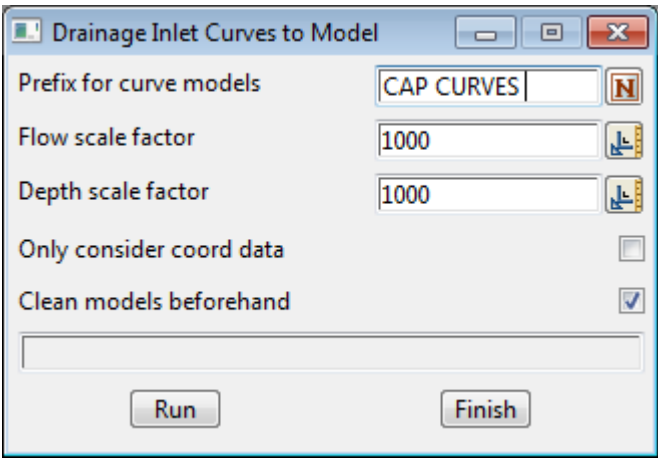 Drainage Inlet Curves to Model
Prefix for curve models CAP CURVES N
Flow scale factor 1000
Depth scale factor 1000
Only consider coord data
Clean models beforehand
Run Finish